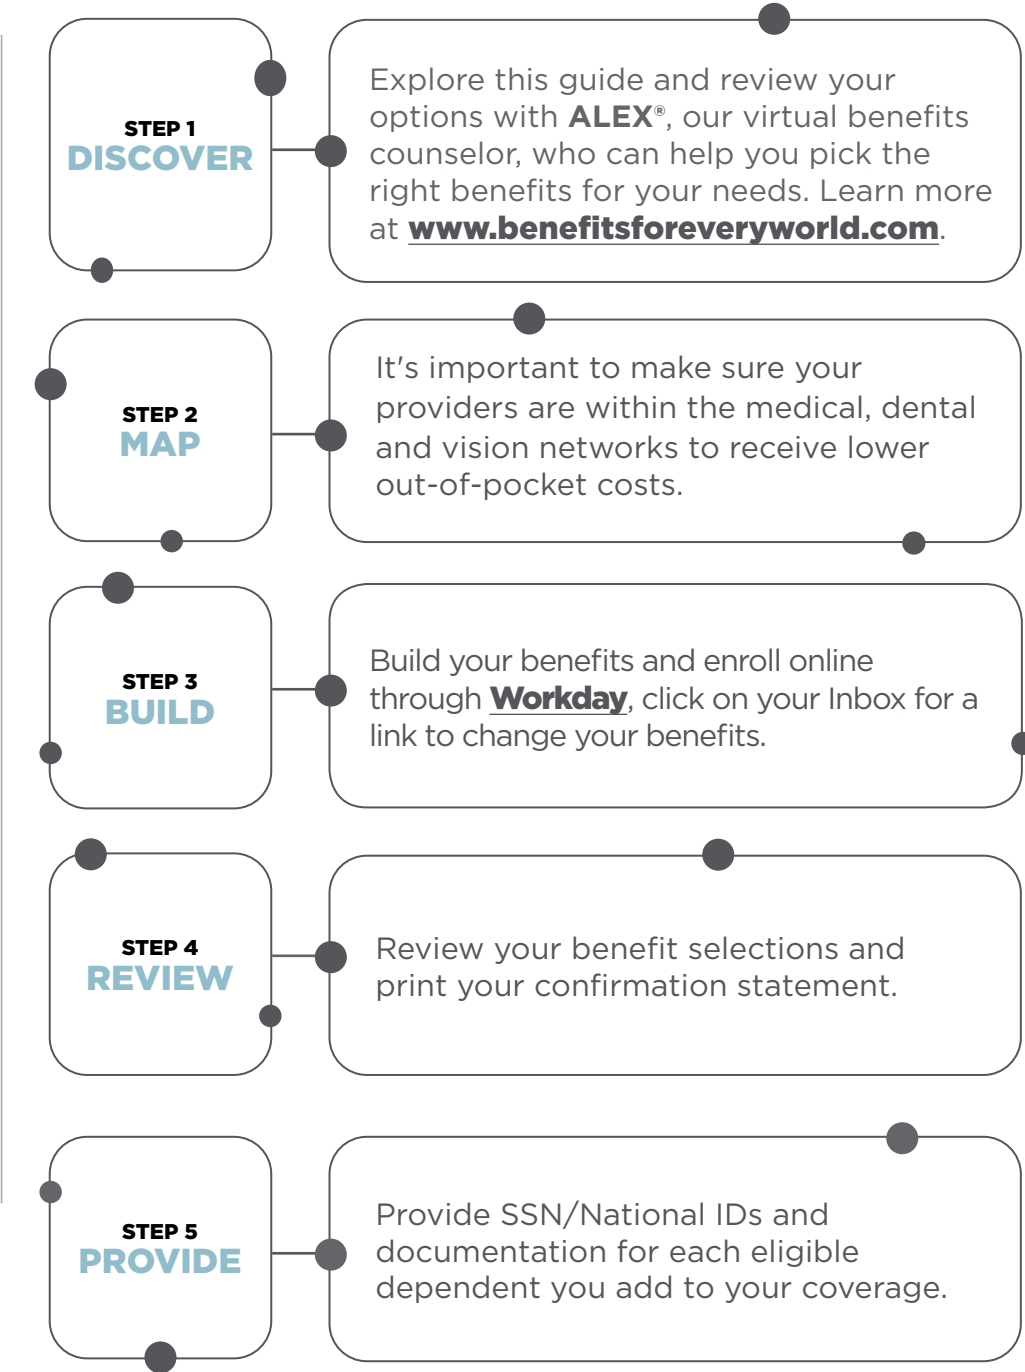 STEP 1
DISCOVER
Explore this guide and review your
options with ALEX®, our virtual benefits
counselor, who can help you pick the
right benefits for your needs. Learn more
at www.benefitsforeveryworld.com.
STEP 2
MAP
It's important to make sure your
providers are within the medical, dental
and vision networks to receive lower
out-of-pocket costs.
STEP 3
BUILD
Build your benefits and enroll online
through Workday, click on your Inbox for a
link to change your benefits.
STEP 4
REVIEW
Review your benefit selections and
print your confirmation statement.
STEP 5
PROVIDE
Provide SSN/National IDs and
documentation for each eligible
dependent you add to your coverage.